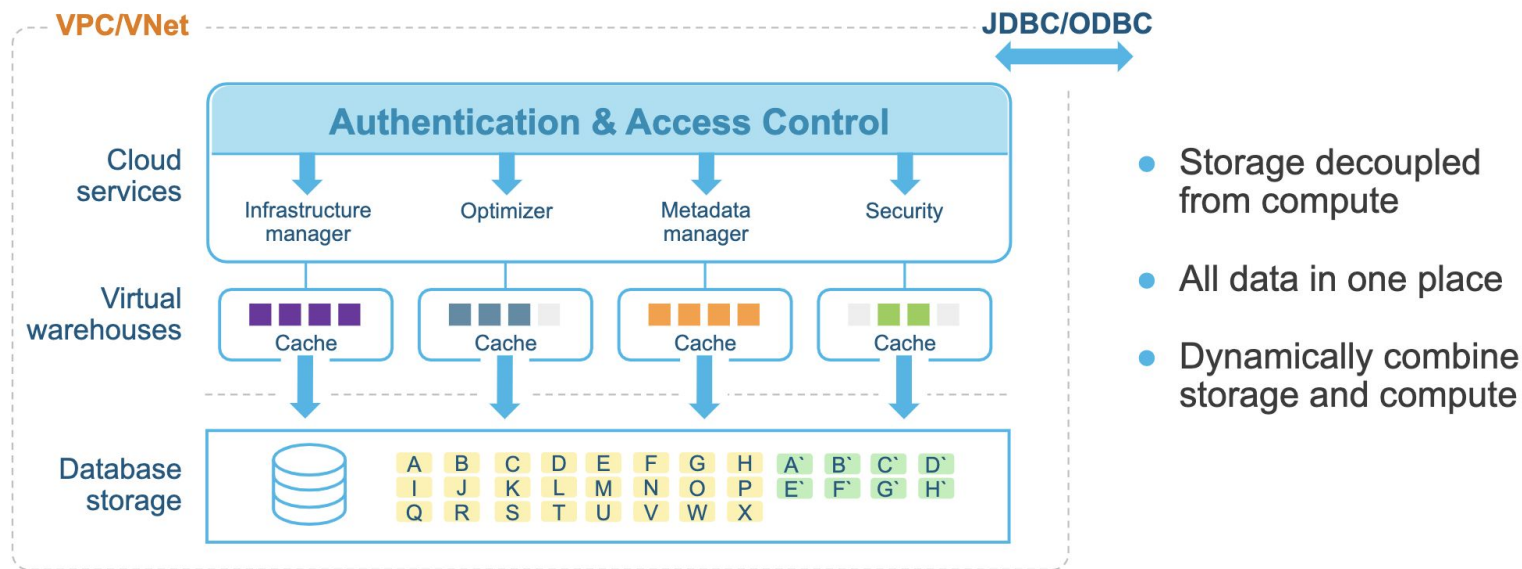 VPC/VNet
JDBC/ODBC
Authentication & Access Control
Cloud
services
Infrastructure
manager
Optimizer
Metadata
manager
Security
Virtual
warehouses
Cache
Cache
Cache
Cache
Database
storage
A B C D E F G H A` B` C` D`
I J K L M N O P E` F` G` H`
Q R S T U V W X
Storage decoupled
from compute
All data in one place
Dynamically combine
storage and compute